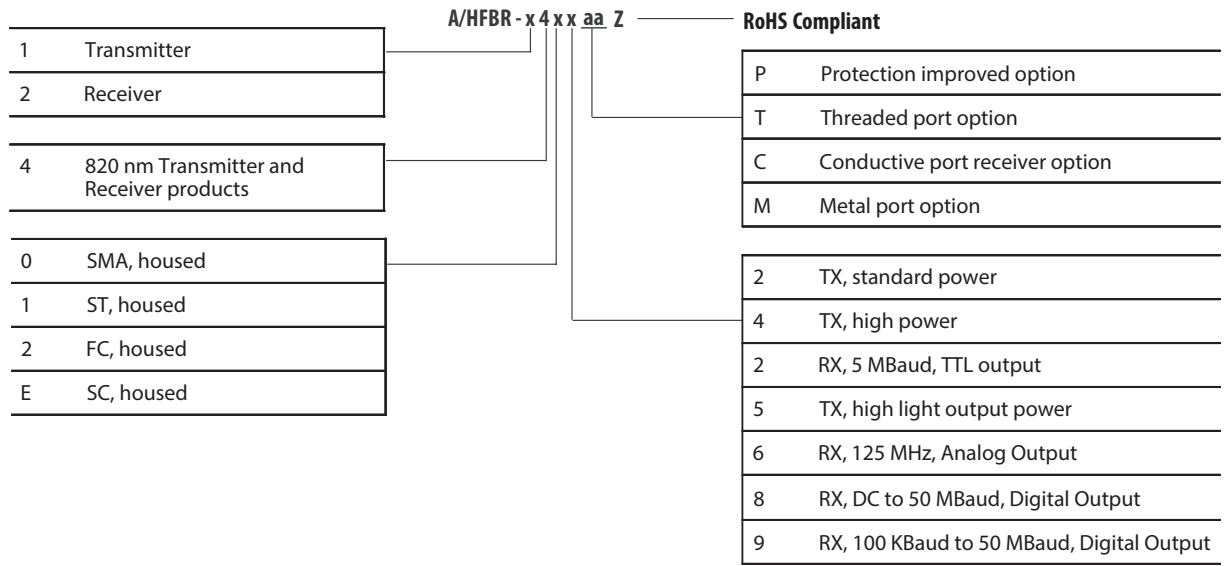 A/HFBR - x 4 x x aa Z RoHS Compliant
1 Transmitter
2 Receiver
4 820 nm Transmitter and
Receiver products
0 SMA, housed
1 ST, housed
2 FC, housed
E SC, housed
P Protection improved option
T Threaded port option
C Conductive port receiver option
M Metal port option
2 TX, standard power
4 TX, high power
2 RX, 5 MBaud, TTL output
5 TX, high light output power
6 RX, 125 MHz, Analog Output
8 RX, DC to 50 MBaud, Digital Output
9 RX, 100 KBaud to 50 MBaud, Digital Output